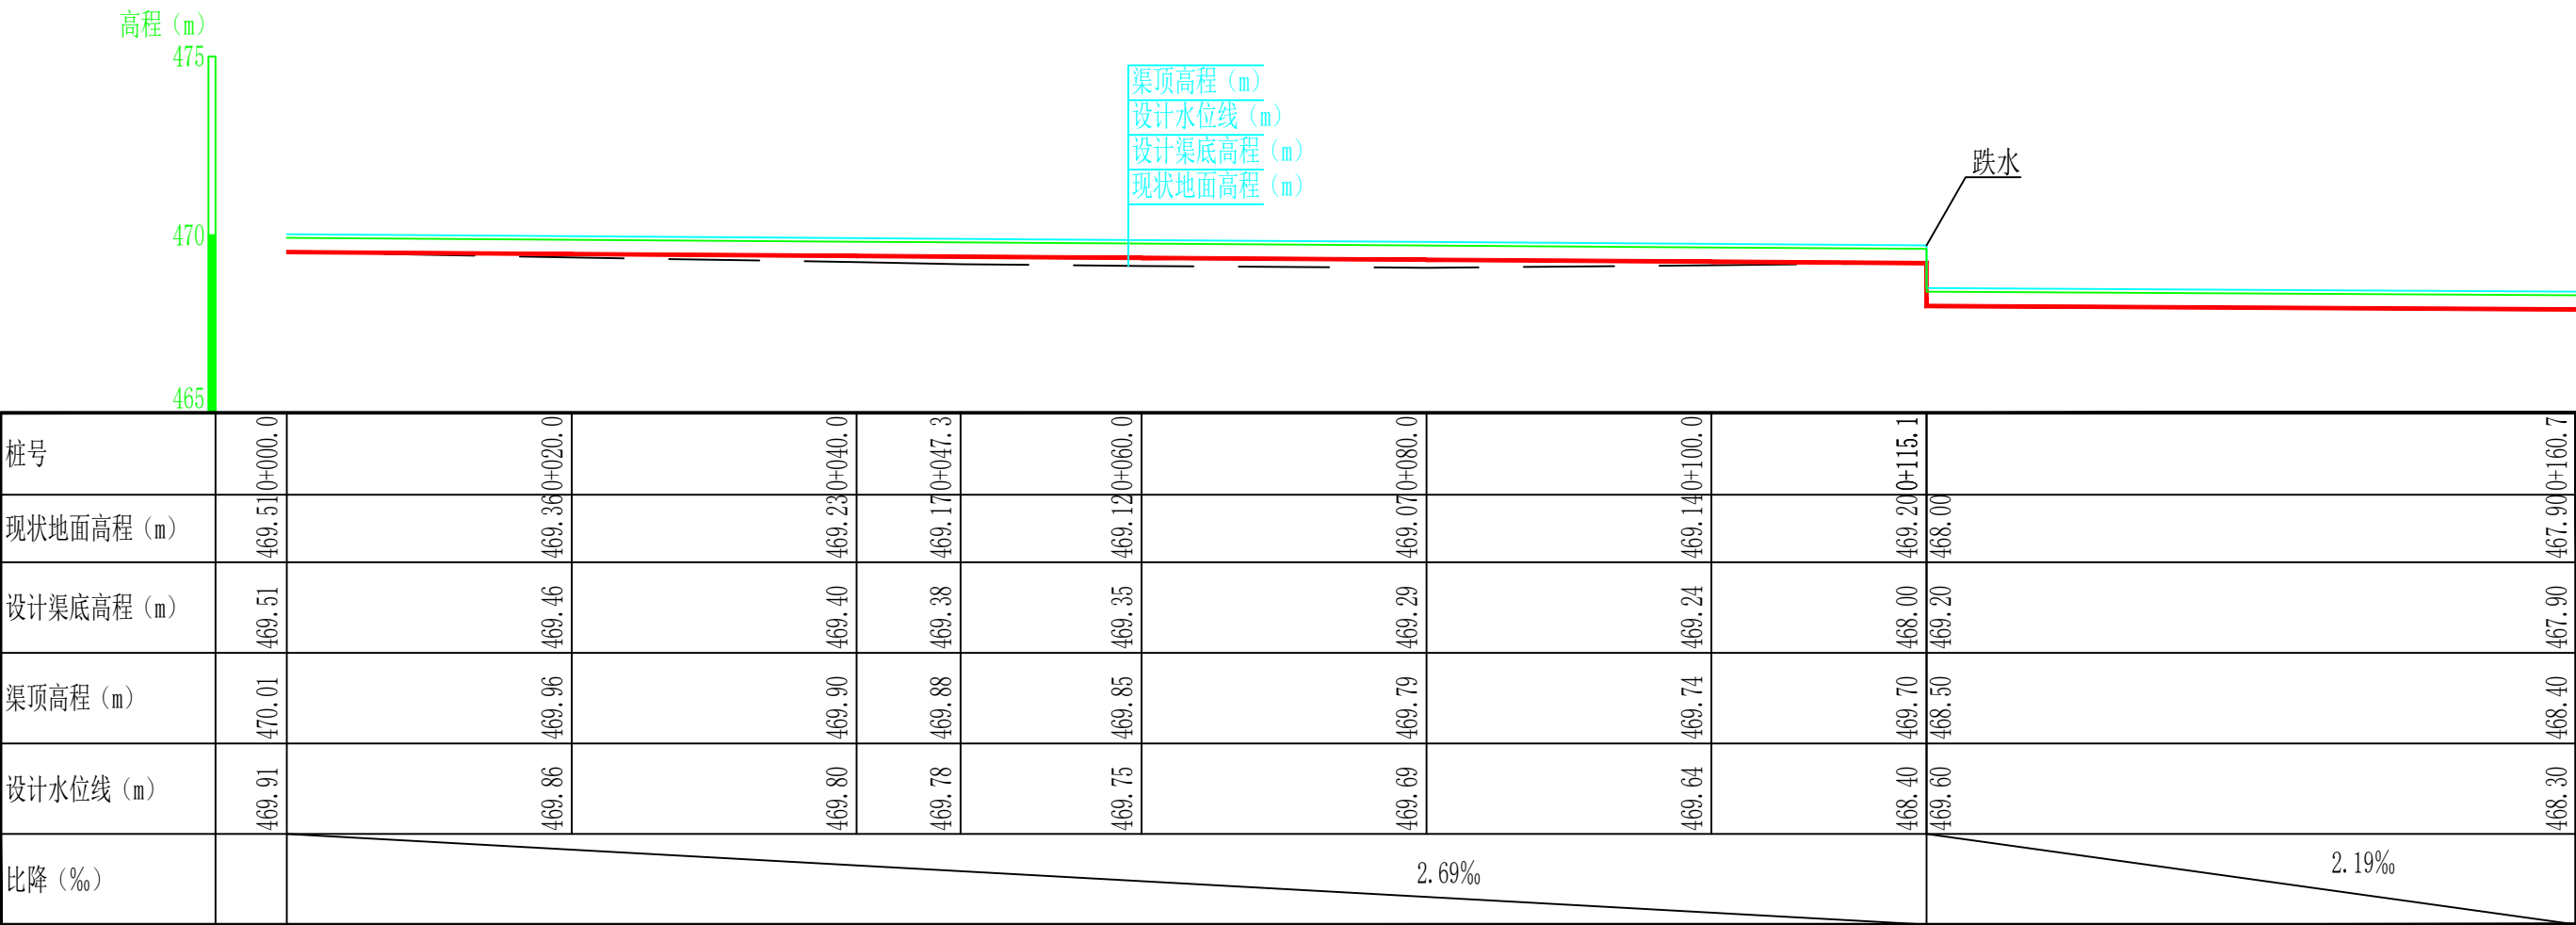 高程（m）
475
470
465
渠顶高程（m）
设计水位线（m）
设计渠底高程（m）
现状地面高程（m）
跌水
桩号 0+000.0 0+020.0 0+040.0 0+047.3 0+060.0 0+080.0 0+100.0 0+115.1 0+160.7
现状地面高程（m） 469.51 469.36 469.23 469.17 469.12 469.07 469.14 469.20 468.00 467.90
设计渠底高程（m） 469.51 469.46 469.40 469.38 469.35 469.29 469.24 468.00 469.20 467.90
渠顶高程（m） 470.01 469.96 469.90 469.88 469.85 469.79 469.74 469.70 468.50 468.40
设计水位线（m） 469.91 469.86 469.80 469.78 469.75 469.69 469.64 468.40 469.60 468.30
比降（‰） 2.69‰ 2.19‰